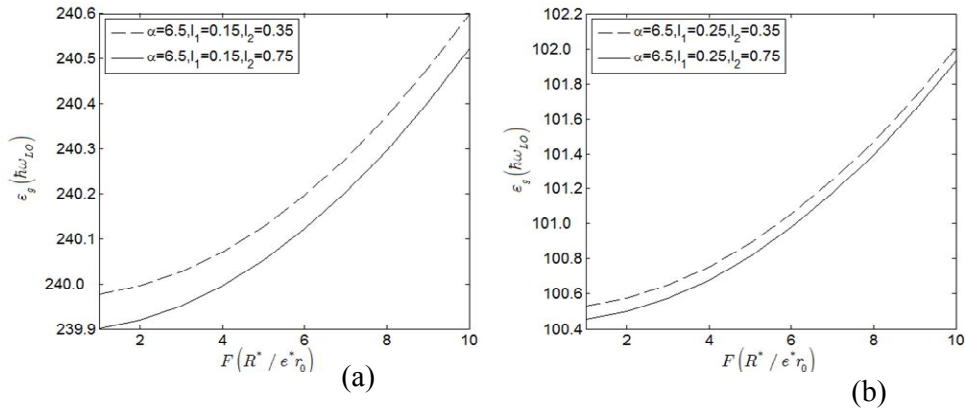 240.6
240.5
240.4
240.3
240.2
240.1
240.0
239.9
α=6.5,l1=0.15,l2=0.35
α=6.5,l1=0.15,l2=0.75
εg(ħωLO)
2 4 6 8 10
F(R*/e*r0)
(a)
102.2
102.0
101.8
101.6
101.4
101.2
101.0
100.8
100.6
100.4
α=6.5,l1=0.25,l2=0.35
α=6.5,l1=0.25,l2=0.75
εg(ħωLO)
2 4 6 8 10
F(R*/e*r0)
(b)